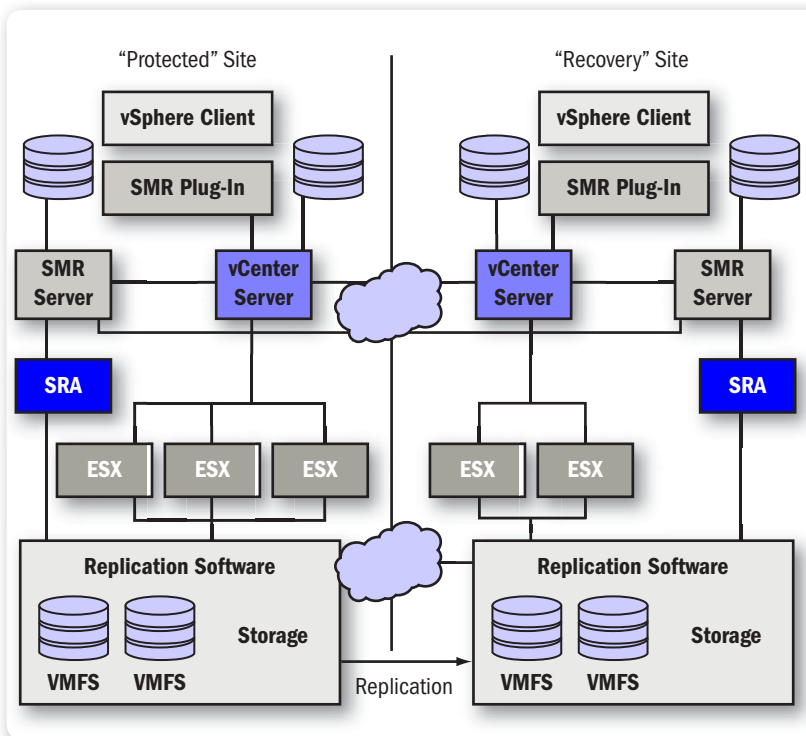 “Protected” Site
“Recovery” Site
vSphere Client
vSphere Client
SMR Plug-In
SMR Plug-In
SMR
Server
vCenter
Server
vCenter
Server
SMR
Server
SRA
SRA
ESX
ESX
ESX
ESX
ESX
Replication Software
Storage
VMFS
VMFS
Replication
Replication Software
Storage
VMFS
VMFS